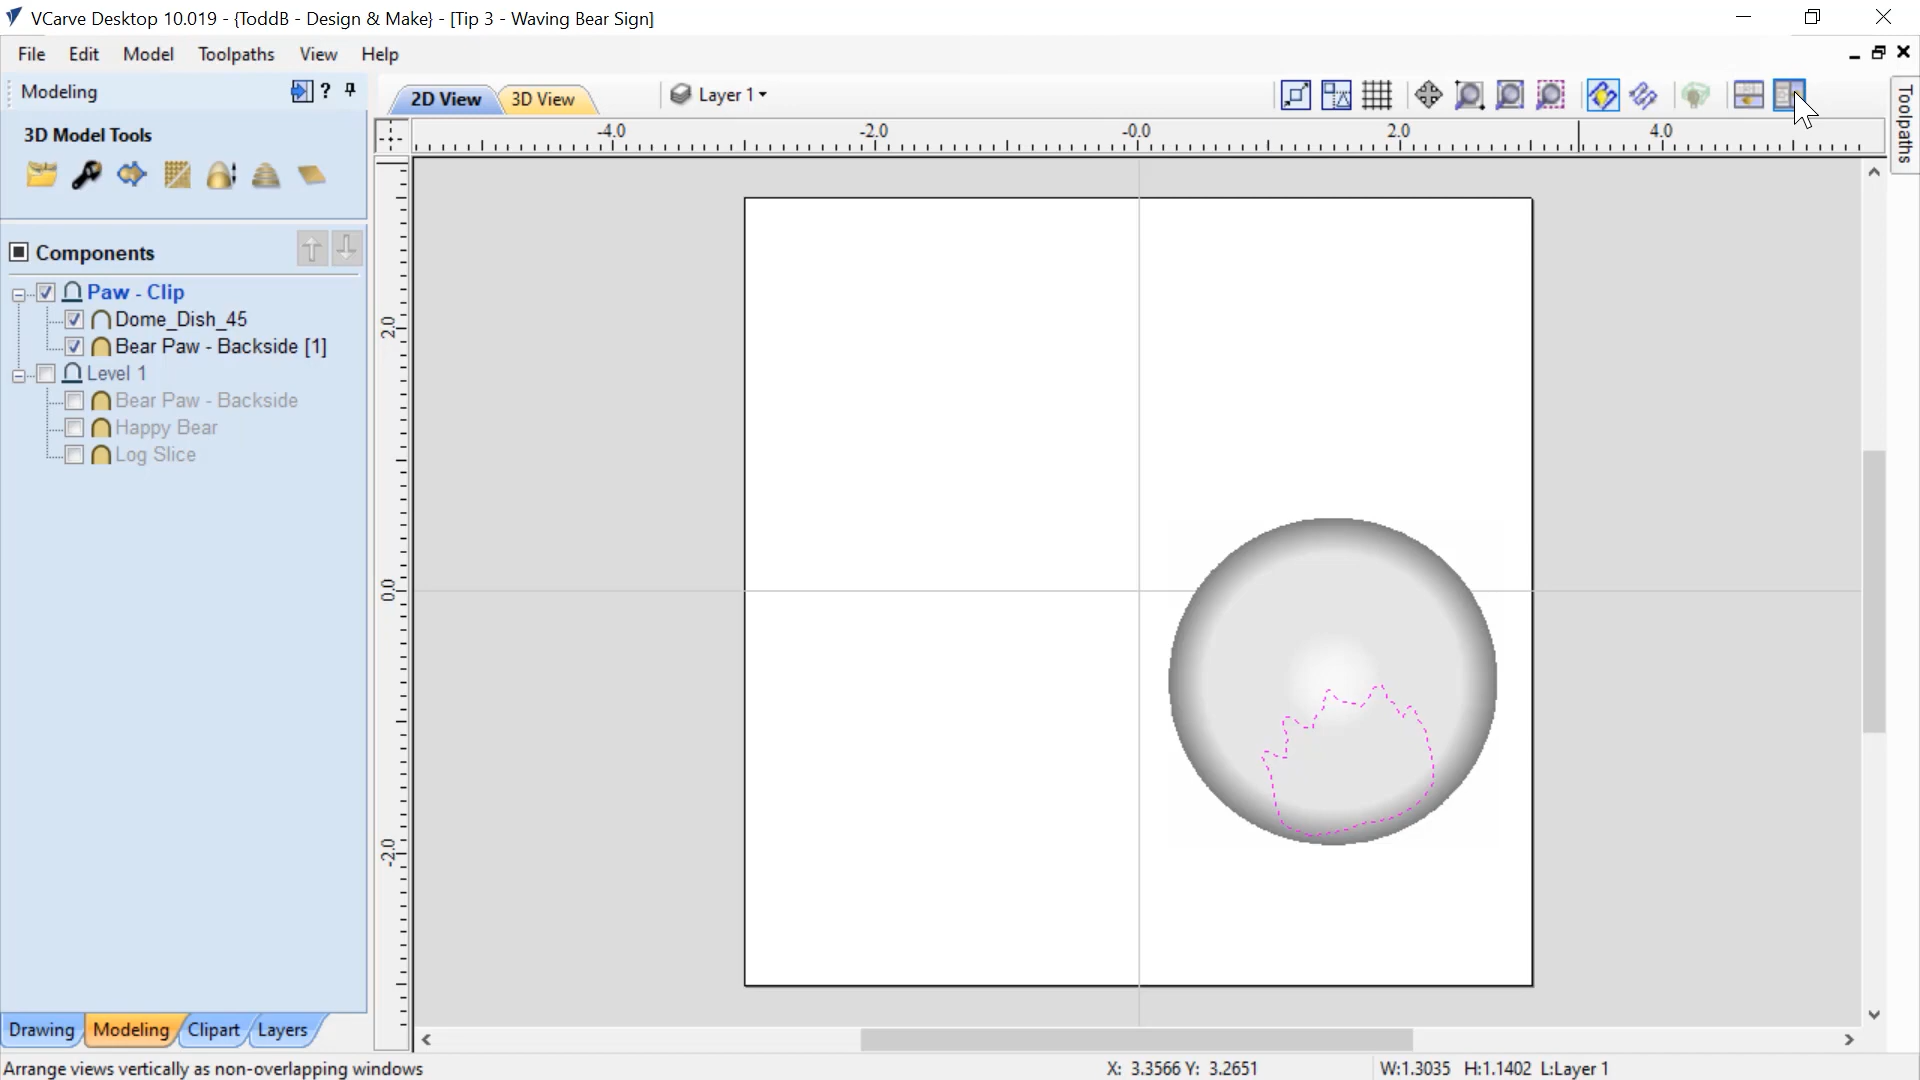 VCarve Desktop 10.019 - {ToddB - Design & Make} - [Tip 3 - Waving Bear Sign]
File Edit Model Toolpaths View Help
Modeling ?
2D View 3D View Layer 1
3D Model Tools
-4.0 -2.0 -0.0 2.0 4.0
Toolpaths
Components
Paw - Clip
Dome_Dish_45
Bear Paw - Backside [1]
Level 1
Bear Paw - Backside
Happy Bear
Log Slice
2.0
0.0
-2.0
Drawing Modeling Clipart Layers
Arrange views vertically as non-overlapping windows X: 3.3566 Y: 3.2651 W:1.3035 H:1.1402 L:Layer 1